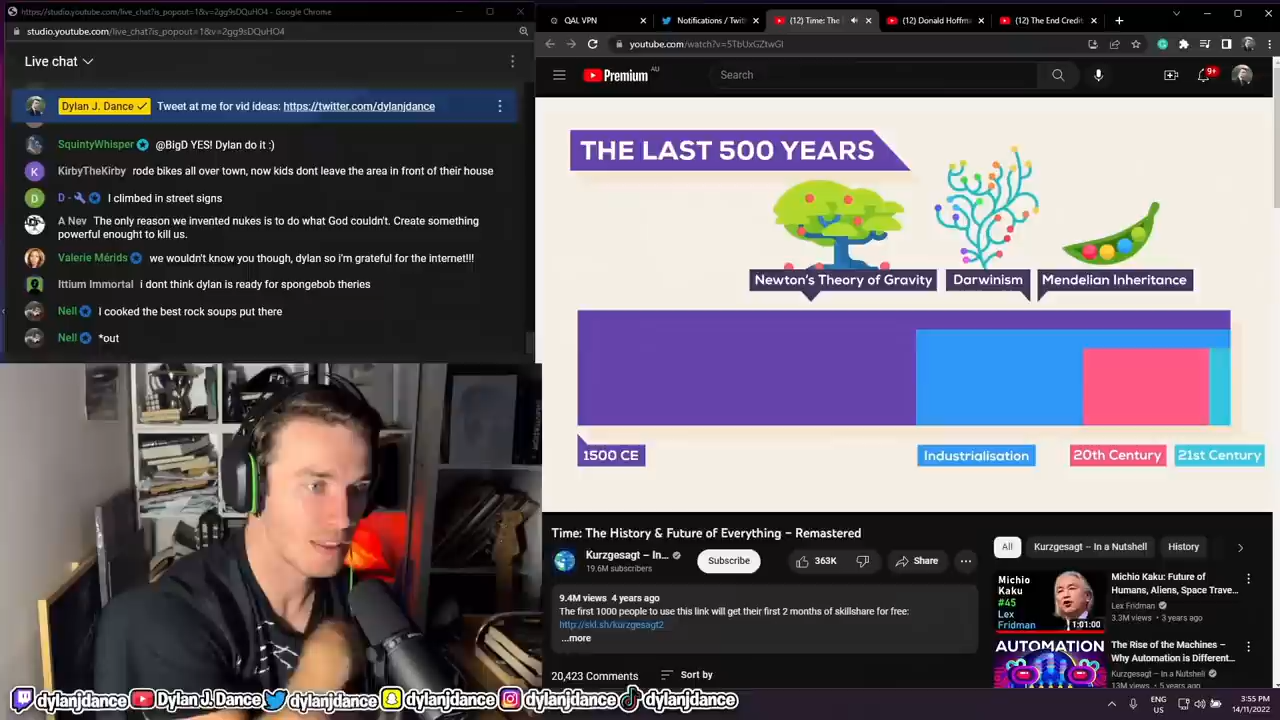 https://studio.youtube.com/live_chat?is_popout=1&v=2gg9sDQuHO4 - Google Chrome
studio.youtube.com/live_chat?is_popout=1&v=2gg9sDQuHO4
Live chat
Dylan J. Dance Tweet at me for vid ideas: https://twitter.com/dylanjdance
SquintyWhisper @BigD YES! Dylan do it :)
K KirbyTheKirby rode bikes all over town, now kids dont leave the area in front of their house
D D - I climbed in street signs
A Nev The only reason we invented nukes is to do what God couldn't. Create something
powerful enought to kill us.
Valerie Mérids we wouldn't know you though, dylan so i'm grateful for the internet!!!
Ittium Immortal i dont think dylan is ready for spongebob theries
Nell I cooked the best rock soups put there
Nell *out
QAL VPN
Notifications / Twit
(12) Time: The
(12) Donald Hoffm
(12) The End Credit
youtube.com/watch?v=5TbUxGZtwGI
Premium AU
Search
9+
THE LAST 500 YEARS
Newton's Theory of Gravity
Darwinism
Mendelian Inheritance
1500 CE
Industrialisation
20th Century
21st Century
Time: The History & Future of Everything – Remastered
Kurzgesagt – In...
19.6M subscribers
Subscribe
363K
Share
9.4M views 4 years ago
The first 1000 people to use this link will get their first 2 months of skillshare for free:
http://skl.sh/kurzgesagt2
...more
20,423 Comments
Sort by
All
Kurzgesagt – In a Nutshell
History
Michio
Kaku
#45
Lex
Fridman
1:01:00
Michio Kaku: Future of
Humans, Aliens, Space Trave...
Lex Fridman
3.3M views • 3 years ago
AUTOMATION
The Rise of the Machines –
Why Automation is Different...
Kurzgesagt – In a Nutshell
13M views • 5 years ago
dylanjdance
Dylan J. Dance
dylanjdance
dylanjdance
dylanjdance
dylanjdance
ENG
US
3:55 PM
14/11/2022